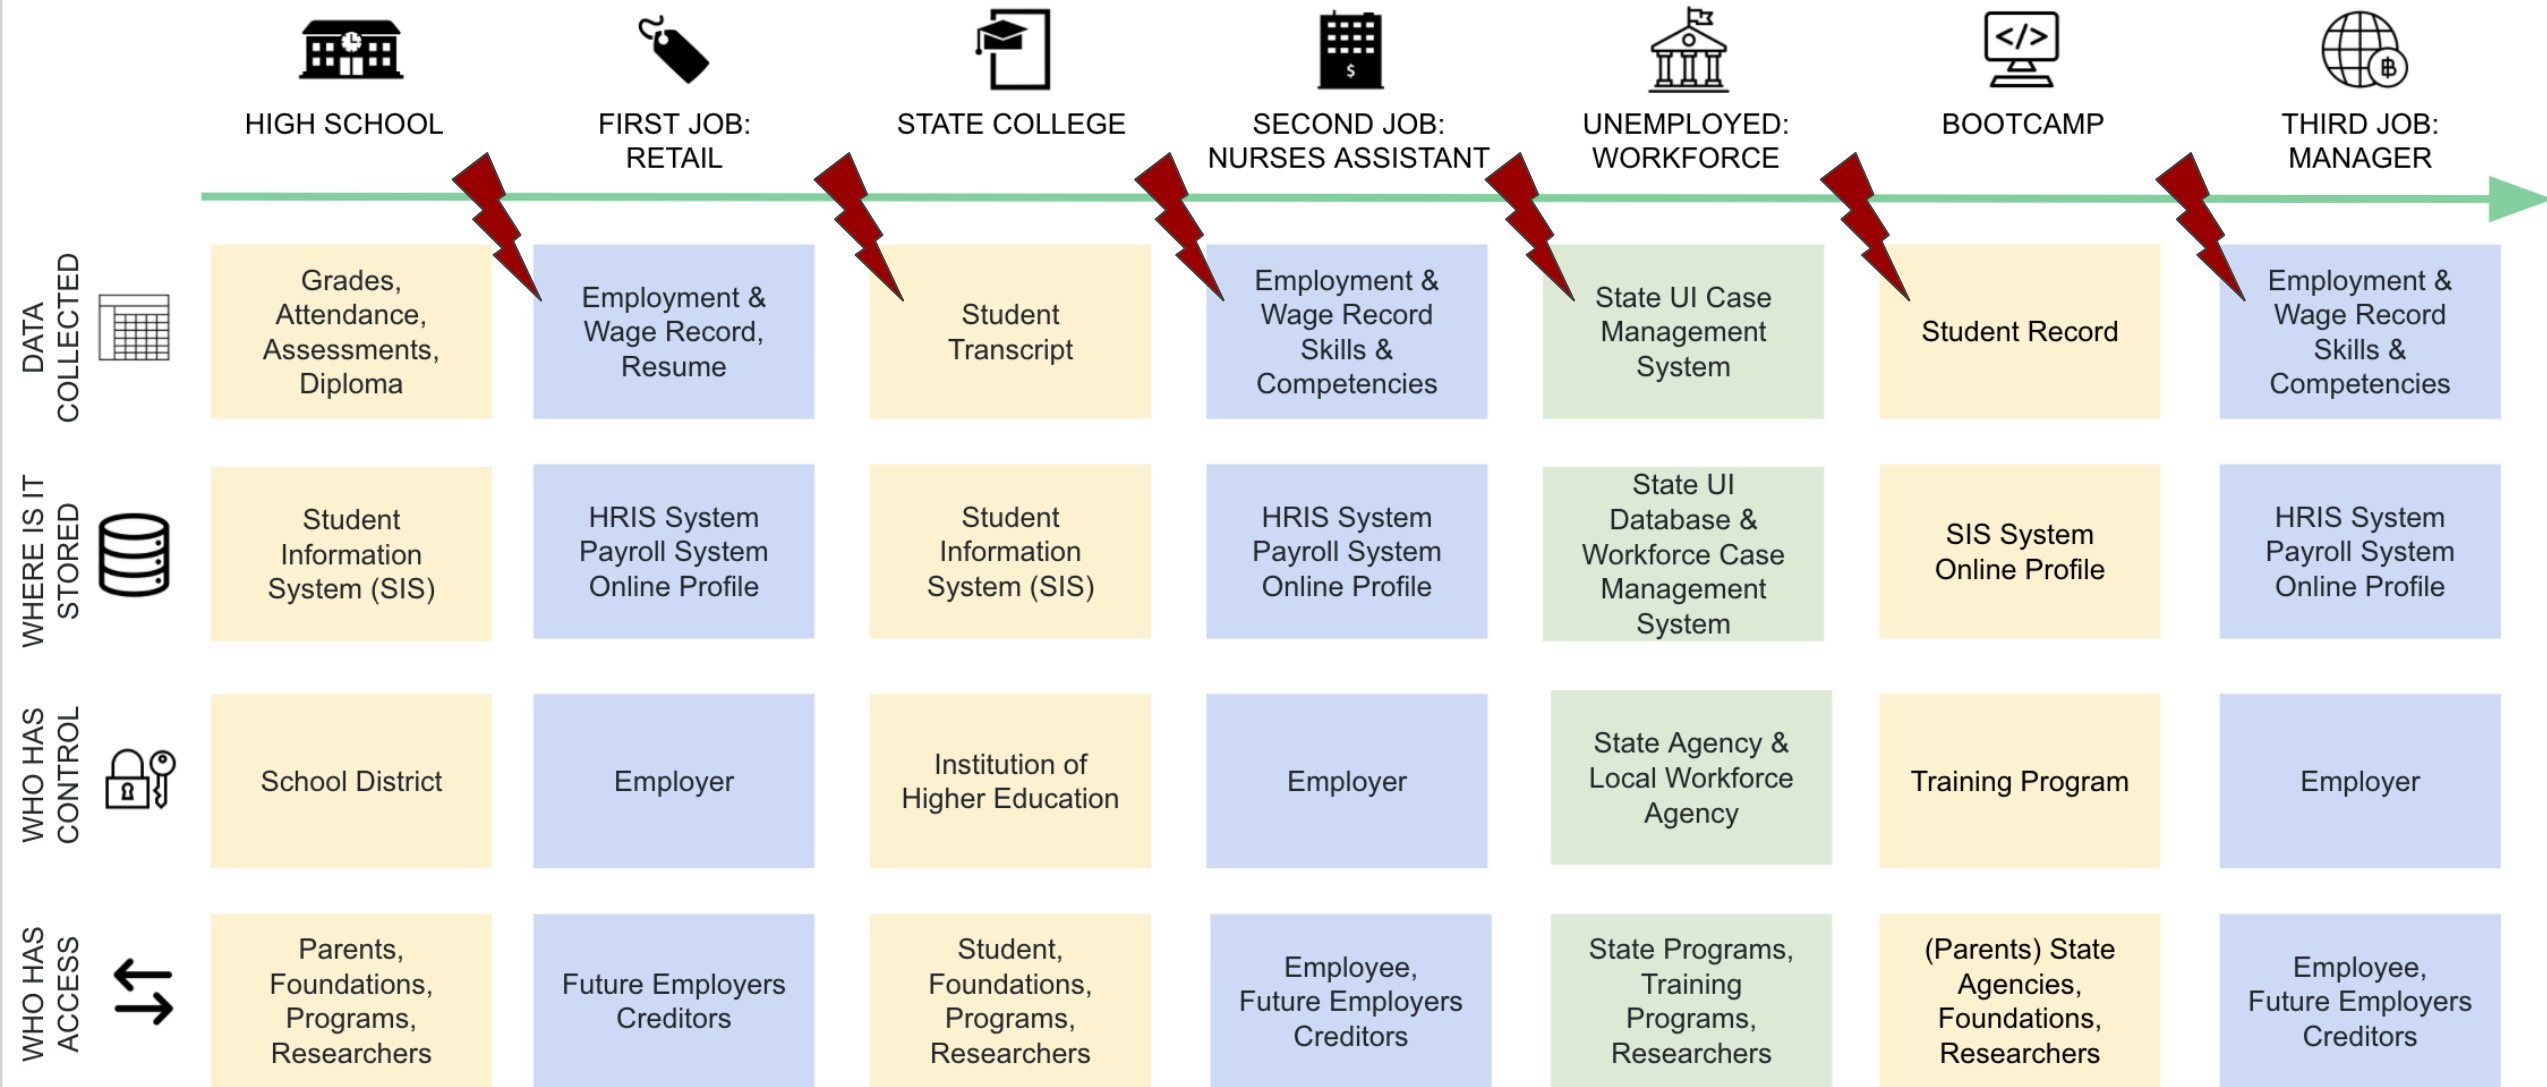 HIGH SCHOOL
FIRST JOB:
RETAIL
STATE COLLEGE
SECOND JOB:
NURSES ASSISTANT
UNEMPLOYED:
WORKFORCE
BOOTCAMP
THIRD JOB:
MANAGER
DATA
COLLECTED
Grades,
Attendance,
Assessments,
Diploma
Employment &
Wage Record,
Resume
Student
Transcript
Employment &
Wage Record
Skills &
Competencies
State UI Case
Management
System
Student Record
Employment &
Wage Record
Skills &
Competencies
WHERE IS IT
STORED
Student
Information
System (SIS)
HRIS System
Payroll System
Online Profile
Student
Information
System (SIS)
HRIS System
Payroll System
Online Profile
State UI
Database &
Workforce Case
Management
System
SIS System
Online Profile
HRIS System
Payroll System
Online Profile
WHO HAS
CONTROL
School District
Employer
Institution of
Higher Education
Employer
State Agency &
Local Workforce
Agency
Training Program
Employer
WHO HAS
ACCESS
Parents,
Foundations,
Programs,
Researchers
Future Employers
Creditors
Student,
Foundations,
Programs,
Researchers
Employee,
Future Employers
Creditors
State Programs,
Training
Programs,
Researchers
(Parents) State
Agencies,
Foundations,
Researchers
Employee,
Future Employers
Creditors